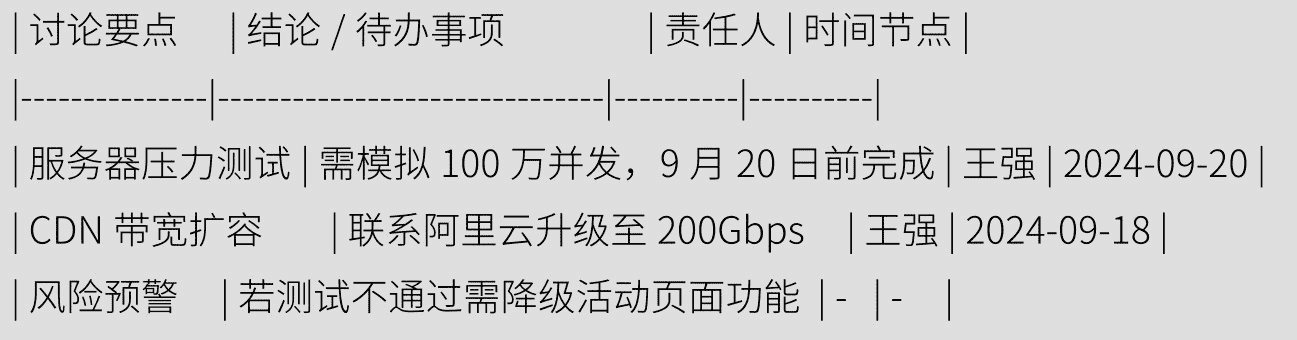 | 讨论要点 | 结论 / 待办事项 | 责任人 | 时间节点 |
|---------------|-------------------------------|----------|----------|
| 服务器压力测试 | 需模拟 100 万并发，9 月 20 日前完成 | 王强 | 2024-09-20 |
| CDN 带宽扩容 | 联系阿里云升级至 200Gbps | 王强 | 2024-09-18 |
| 风险预警 | 若测试不通过需降级活动页面功能 | - | - |